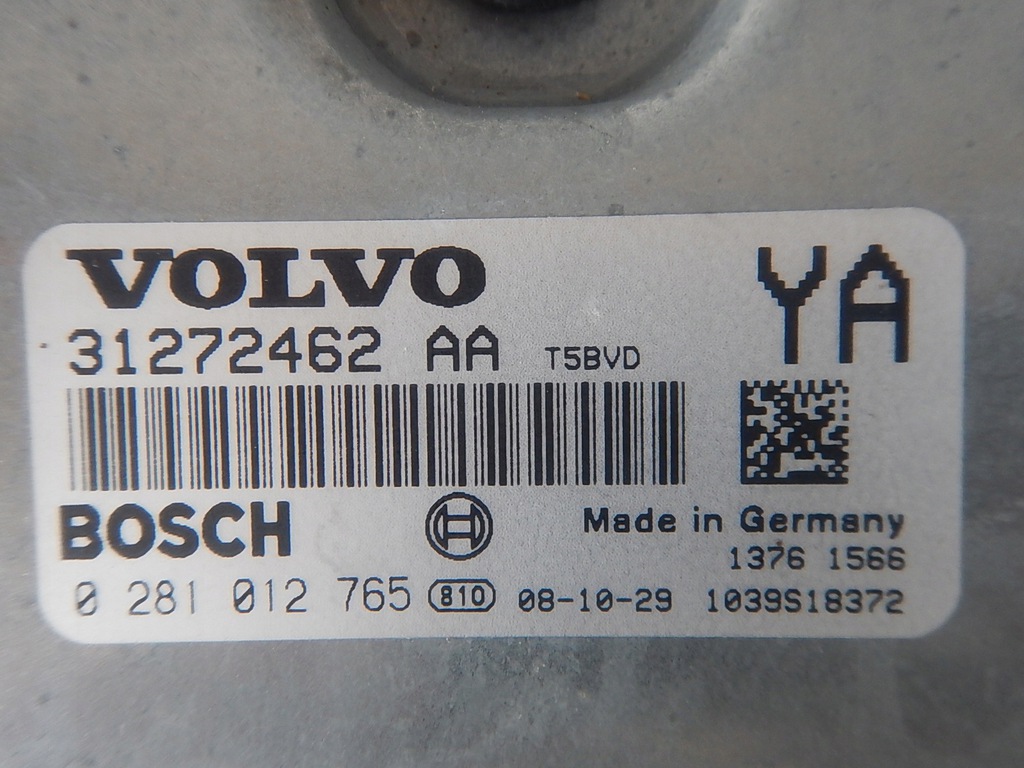 VOLVO YA
31272462 AA T5BVD
BOSCH Made in Germany
1376 1566
0 281 012 765 810 08-10-29 1039S18372